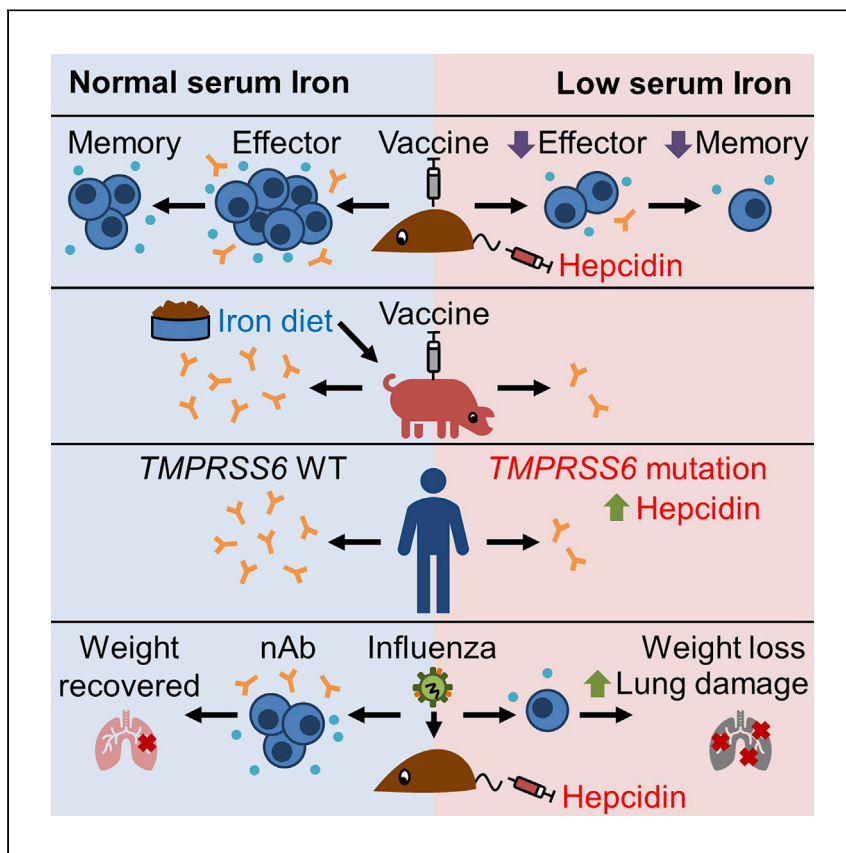 Normal serum Iron
Low serum Iron
Memory
Effector
Vaccine
Effector
Memory
Hepcidin
Iron diet
Vaccine
TMPRSS6 WT
TMPRSS6 mutation
Hepcidin
Weight
recovered
nAb
Influenza
Weight loss
Lung damage
Hepcidin